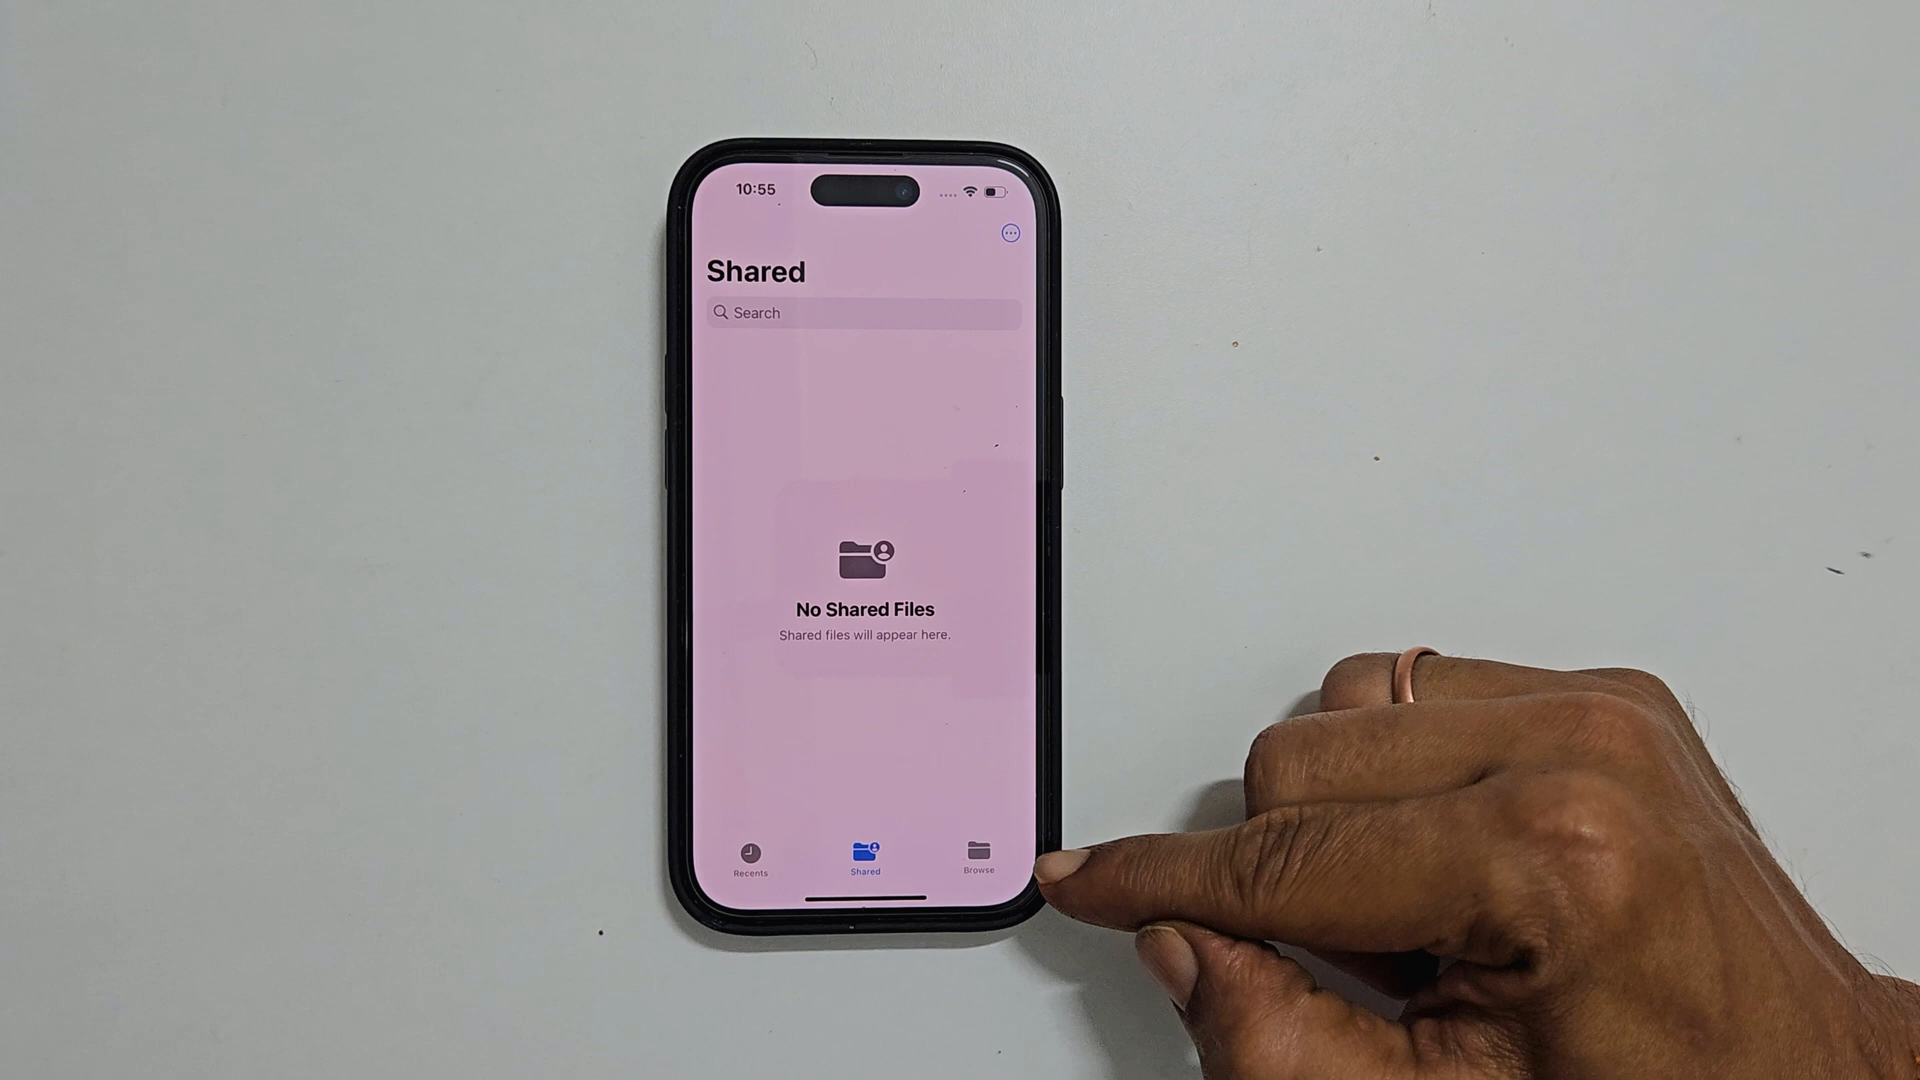 10:55
Shared
Search
No Shared Files
Shared files will appear here.
Recents
Shared
Browse